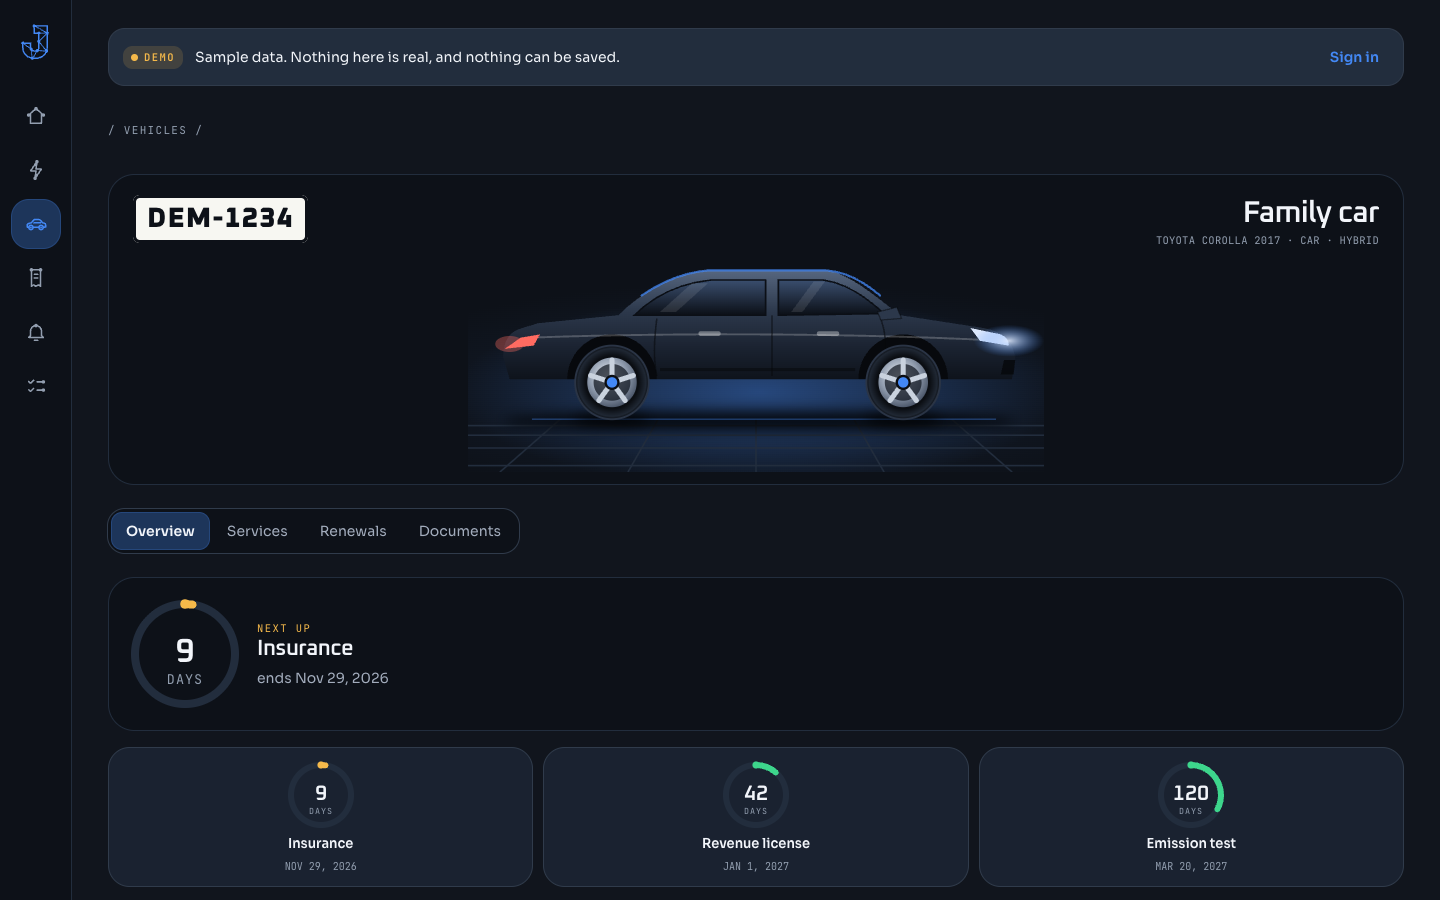 DEMO
Sample data. Nothing here is real, and nothing can be saved.
Sign in
/ VEHICLES /
DEM-1234
Family car
TOYOTA COROLLA 2017 · CAR · HYBRID
Overview
Services
Renewals
Documents
9
DAYS
NEXT UP
Insurance
ends Nov 29, 2026
9
DAYS
Insurance
NOV 29, 2026
42
DAYS
Revenue license
JAN 1, 2027
120
DAYS
Emission test
MAR 20, 2027